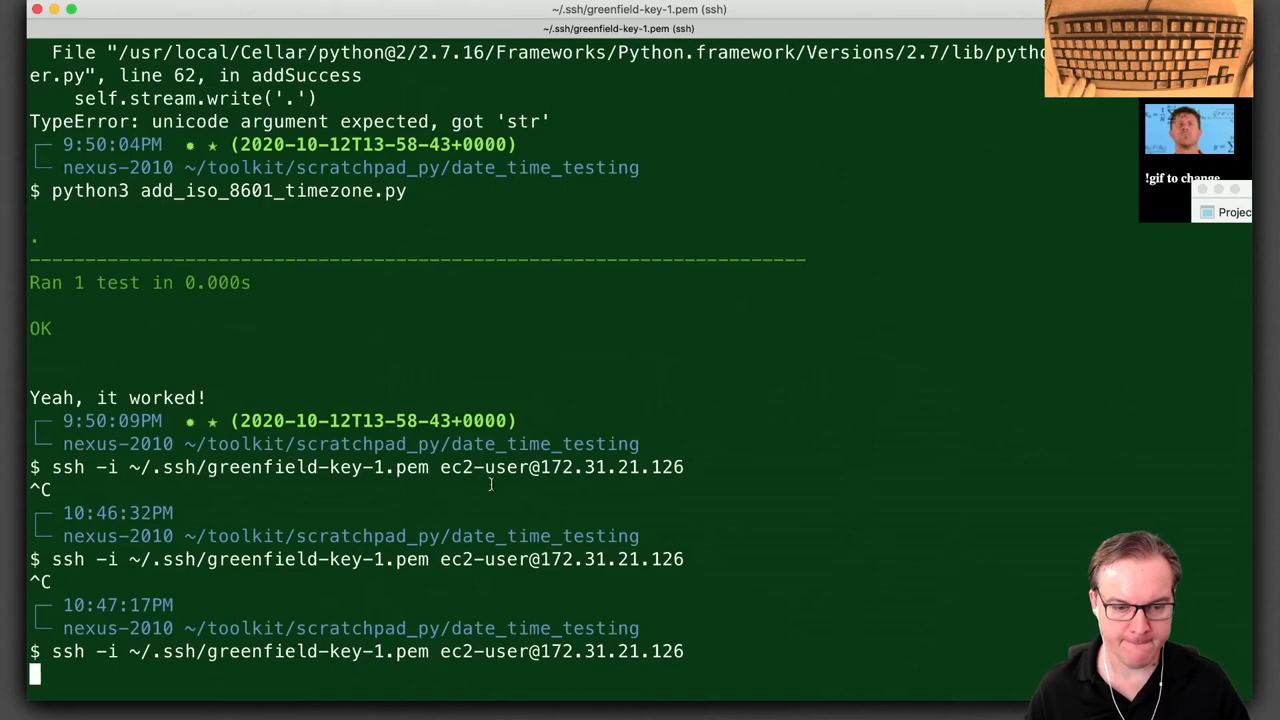 ~/.ssh/greenfield-key-1.pem (ssh)
~/.ssh/greenfield-key-1.pem (ssh)
File "/usr/local/Cellar/python@2/2.7.16/Frameworks/Python.framework/Versions/2.7/lib/pytho
er.py", line 62, in addSuccess
self.stream.write('.')
TypeError: unicode argument expected, got 'str'
9:50:04PM ★ (2020-10-12T13-58-43+0000)
nexus-2010 ~/toolkit/scratchpad_py/date_time_testing
$ python3 add_iso_8601_timezone.py
.
----------------------------------------------------------------------
Ran 1 test in 0.000s
OK
Yeah, it worked!
9:50:09PM ★ (2020-10-12T13-58-43+0000)
nexus-2010 ~/toolkit/scratchpad_py/date_time_testing
$ ssh -i ~/.ssh/greenfield-key-1.pem ec2-user@172.31.21.126
^C
10:46:32PM
nexus-2010 ~/toolkit/scratchpad_py/date_time_testing
$ ssh -i ~/.ssh/greenfield-key-1.pem ec2-user@172.31.21.126
^C
10:47:17PM
nexus-2010 ~/toolkit/scratchpad_py/date_time_testing
$ ssh -i ~/.ssh/greenfield-key-1.pem ec2-user@172.31.21.126
!gif to change
Projec